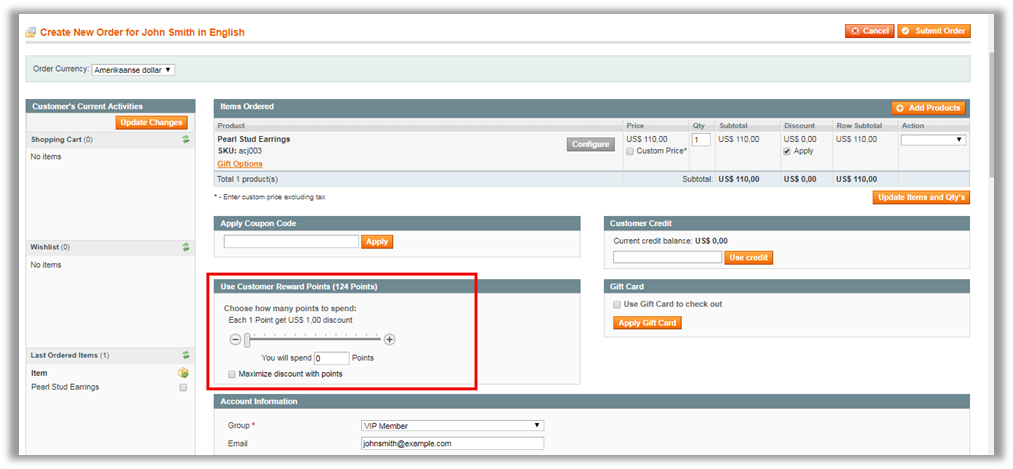 Create New Order for John Smith in English
Cancel
Submit Order
Order Currency: Amerikaanse dollar
Customer's Current Activities
Update Changes
Shopping Cart (0)
No items
Wishlist (0)
No items
Last Ordered Items (1)
Item
Pearl Stud Earrings
Items Ordered
Add Products
Product Price Qty Subtotal Discount Row Subtotal Action
Pearl Stud Earrings Configure US$ 110,00 1 US$ 110,00 US$ 0,00 US$ 110,00
SKU: acj003 Custom Price* Apply
Gift Options
Total 1 product(s) Subtotal: US$ 110,00 US$ 0,00 US$ 110,00
* - Enter custom price excluding tax
Update Items and Qty's
Apply Coupon Code
Apply
Customer Credit
Current credit balance: US$ 0,00
Use credit
Use Customer Reward Points (124 Points)
Choose how many points to spend:
Each 1 Point get US$ 1,00 discount
You will spend 0 Points
Maximize discount with points
Gift Card
Use Gift Card to check out
Apply Gift Card
Account Information
Group * VIP Member
Email johnsmith@example.com